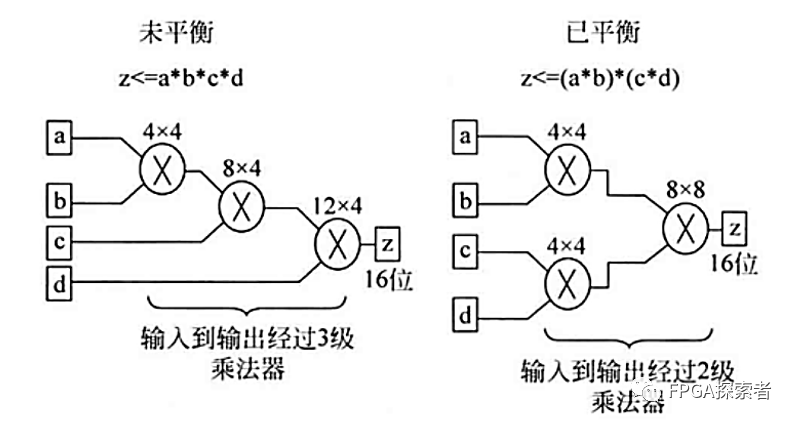 未平衡
z<=a*b*c*d
a
4×4
X
b
8×4
X
c
12×4
X
z
d
16位
输入到输出经过3级
乘法器
已平衡
z<=(a*b)*(c*d)
a
4×4
X
b
8×8
X
z
c
4×4
X
16位
d
输入到输出经过2级
乘法器
FPGA探索者